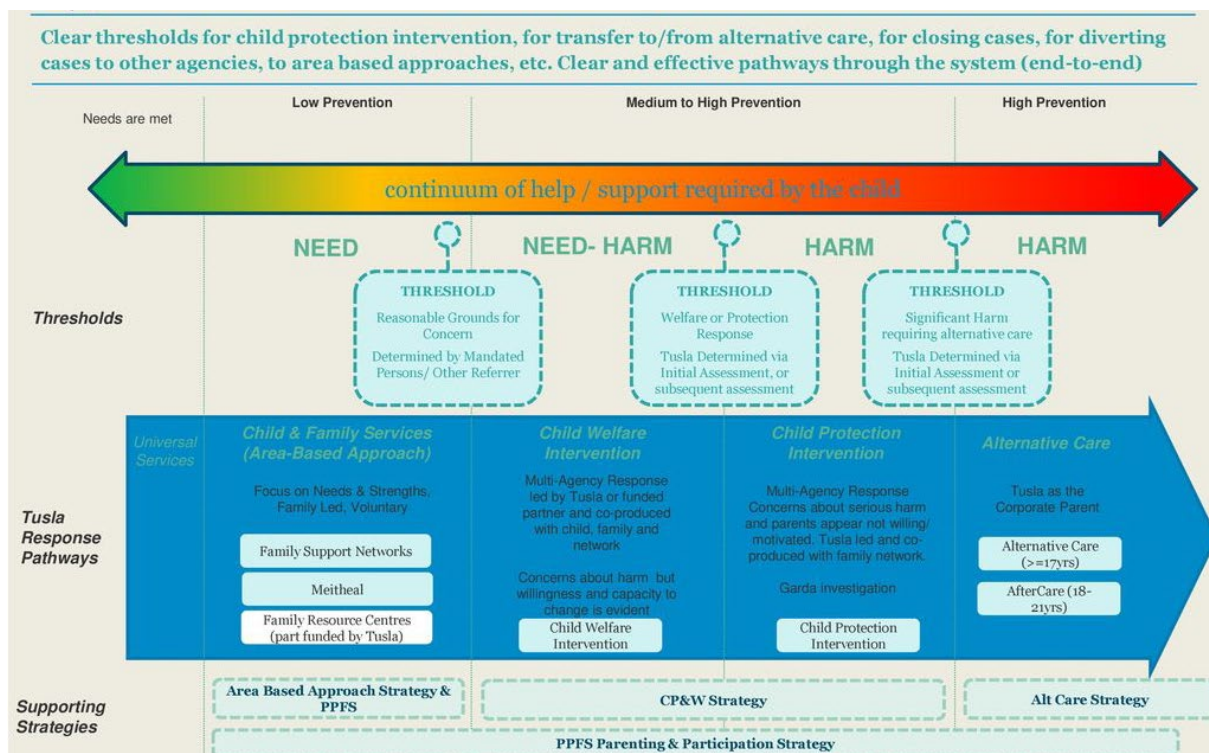 Clear thresholds for child protection intervention, for transfer to/from alternative care, for closing cases, for diverting
cases to other agencies, to area based approaches, etc. Clear and effective pathways through the system (end-to-end)
Low Prevention
Medium to High Prevention
High Prevention
Needs are met
continuum of help / support required by the child
NEED
NEED- HARM
HARM
HARM
Thresholds
THRESHOLD
Reasonable Grounds for
Concern
Determined by Mandated
Persons/ Other Referrer
THRESHOLD
Welfare or Protection
Response
Tusla Determined via
Initial Assessment, or
subsequent assessment
THRESHOLD
Significant Harm
requiring alternative care
Tusla Determined via
Initial Assessment or
subsequent assessment
Tusla
Response
Pathways
Universal
Services
Child & Family Services
(Area-Based Approach)
Focus on Needs & Strengths,
Family Led, Voluntary
Family Support Networks
Meitheal
Family Resource Centres
(part funded by Tusla)
Child Welfare
Intervention
Multi-Agency Response
led by Tusla or funded
partner and co-produced
with child, family and
network
Concerns about harm but
willingness and capacity to
change is evident
Child Welfare
Intervention
Child Protection
Intervention
Multi-Agency Response
Concerns about serious harm
and parents appear not willing/
motivated. Tusla led and co-
produced with family network.
Garda investigation
Child Protection
Intervention
Alternative Care
Tusla as the
Corporate Parent
Alternative Care
(>=17yrs)
AfterCare (18-
21yrs)
Supporting
Strategies
Area Based Approach Strategy &
PPFS
CP&W Strategy
Alt Care Strategy
PPFS Parenting & Participation Strategy